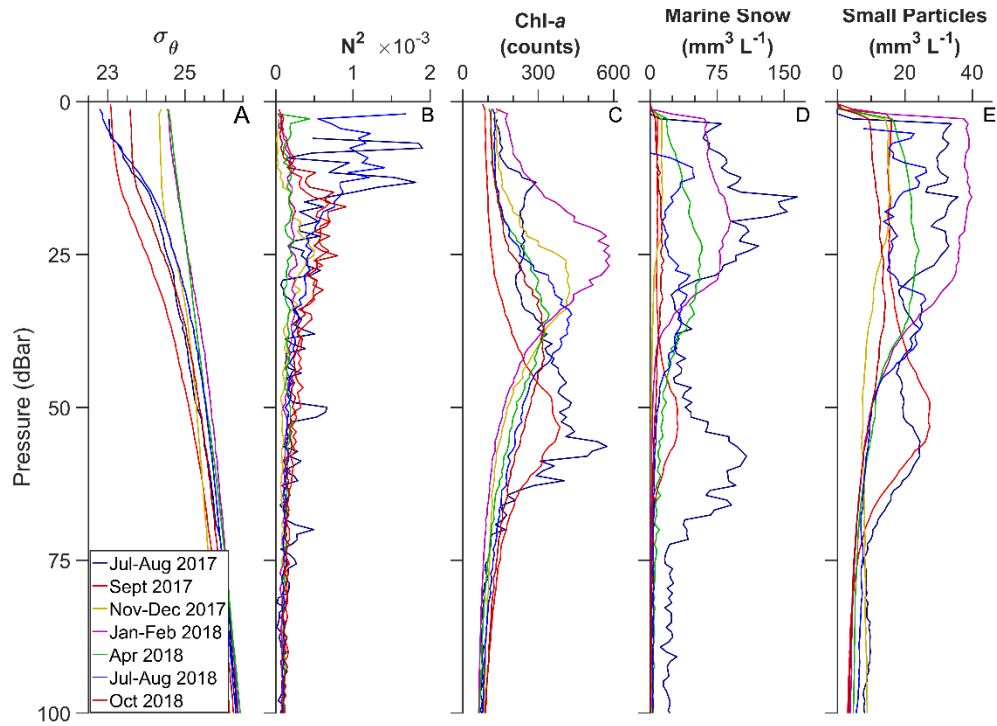 σθ
23 25
A
N² ×10⁻³
0 1 2
B
Chl-a
(counts)
0 300 600
C
Marine Snow
(mm³ L⁻¹)
0 75 150
D
Small Particles
(mm³ L⁻¹)
0 20 40
E
Pressure (dBar)
0
25
50
75
100
Jul-Aug 2017
Sept 2017
Nov-Dec 2017
Jan-Feb 2018
Apr 2018
Jul-Aug 2018
Oct 2018